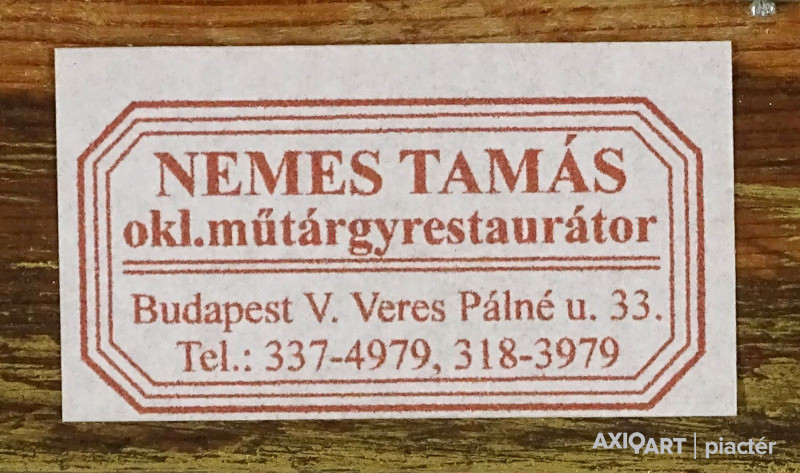 NEMES TAMÁS
okl.műtárgyrestaurátor
Budapest V. Veres Pálné u. 33.
Tel.: 337-4979, 318-3979
AXIOART | piactér